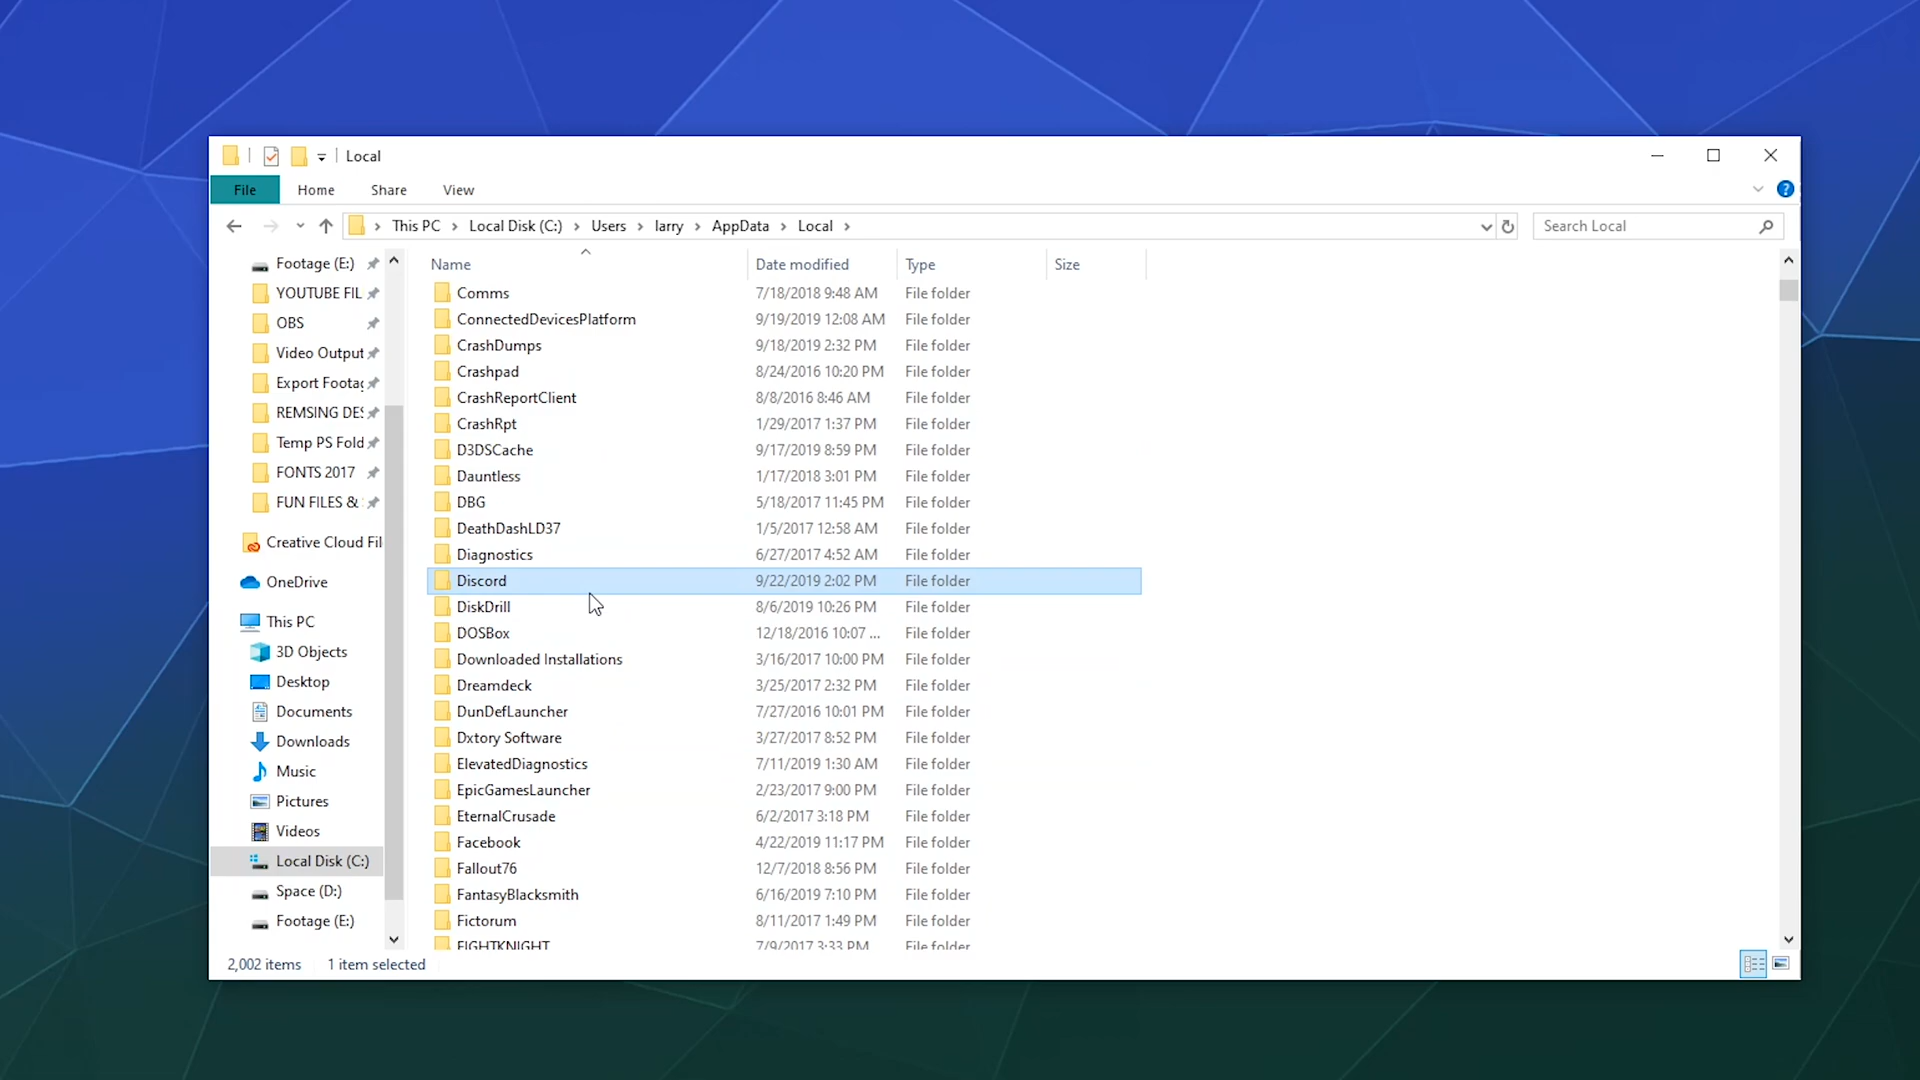 Local
File Home Share View
This PC Local Disk (C:) Users larry AppData Local
Search Local
Footage (E:)
YOUTUBE FIL
OBS
Video Output
Export Footag
REMSING DES
Temp PS Fold
FONTS 2017
FUN FILES &
Creative Cloud Fil
OneDrive
This PC
3D Objects
Desktop
Documents
Downloads
Music
Pictures
Videos
Local Disk (C:)
Space (D:)
Footage (E:)
Name Date modified Type Size
Comms 7/18/2018 9:48 AM File folder
ConnectedDevicesPlatform 9/19/2019 12:08 AM File folder
CrashDumps 9/18/2019 2:32 PM File folder
Crashpad 8/24/2016 10:20 PM File folder
CrashReportClient 8/8/2016 8:46 AM File folder
CrashRpt 1/29/2017 1:37 PM File folder
D3DSCache 9/17/2019 8:59 PM File folder
Dauntless 1/17/2018 3:01 PM File folder
DBG 5/18/2017 11:45 PM File folder
DeathDashLD37 1/5/2017 12:58 AM File folder
Diagnostics 6/27/2017 4:52 AM File folder
Discord 9/22/2019 2:02 PM File folder
DiskDrill 8/6/2019 10:26 PM File folder
DOSBox 12/18/2016 10:07 ... File folder
Downloaded Installations 3/16/2017 10:00 PM File folder
Dreamdeck 3/25/2017 2:32 PM File folder
DunDefLauncher 7/27/2016 10:01 PM File folder
Dxtory Software 3/27/2017 8:52 PM File folder
ElevatedDiagnostics 7/11/2019 1:30 AM File folder
EpicGamesLauncher 2/23/2017 9:00 PM File folder
EternalCrusade 6/2/2017 3:18 PM File folder
Facebook 4/22/2019 11:17 PM File folder
Fallout76 12/7/2018 8:56 PM File folder
FantasyBlacksmith 6/16/2019 7:10 PM File folder
Fictorum 8/11/2017 1:49 PM File folder
FIGHTKNIGHT 7/9/2017 3:33 PM File folder
2,002 items 1 item selected